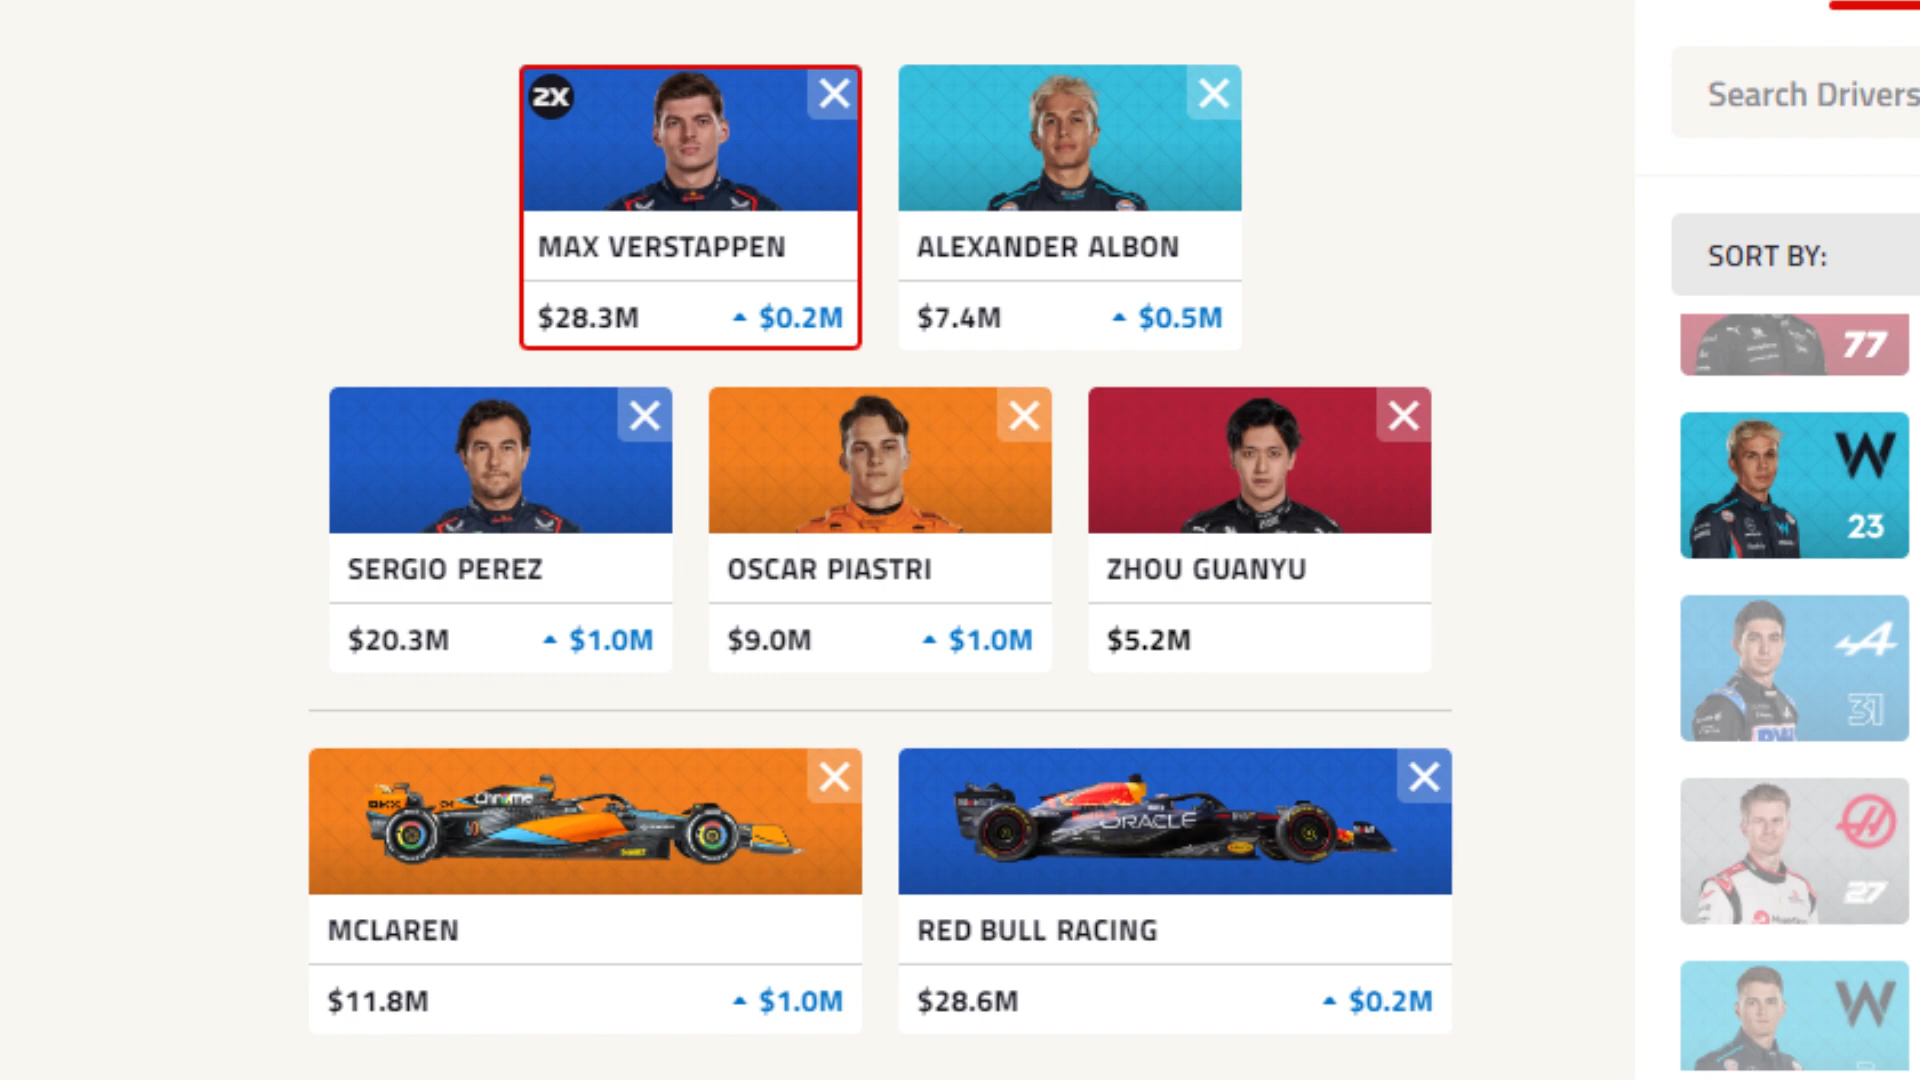 2X
MAX VERSTAPPEN
$28.3M $0.2M
ALEXANDER ALBON
$7.4M $0.5M
SERGIO PEREZ
$20.3M $1.0M
OSCAR PIASTRI
$9.0M $1.0M
ZHOU GUANYU
$5.2M
Chrome
MCLAREN
$11.8M $1.0M
ORACLE
RED BULL RACING
$28.6M $0.2M
Search Drivers
SORT BY:
77
W
23
A
31
H
27
W